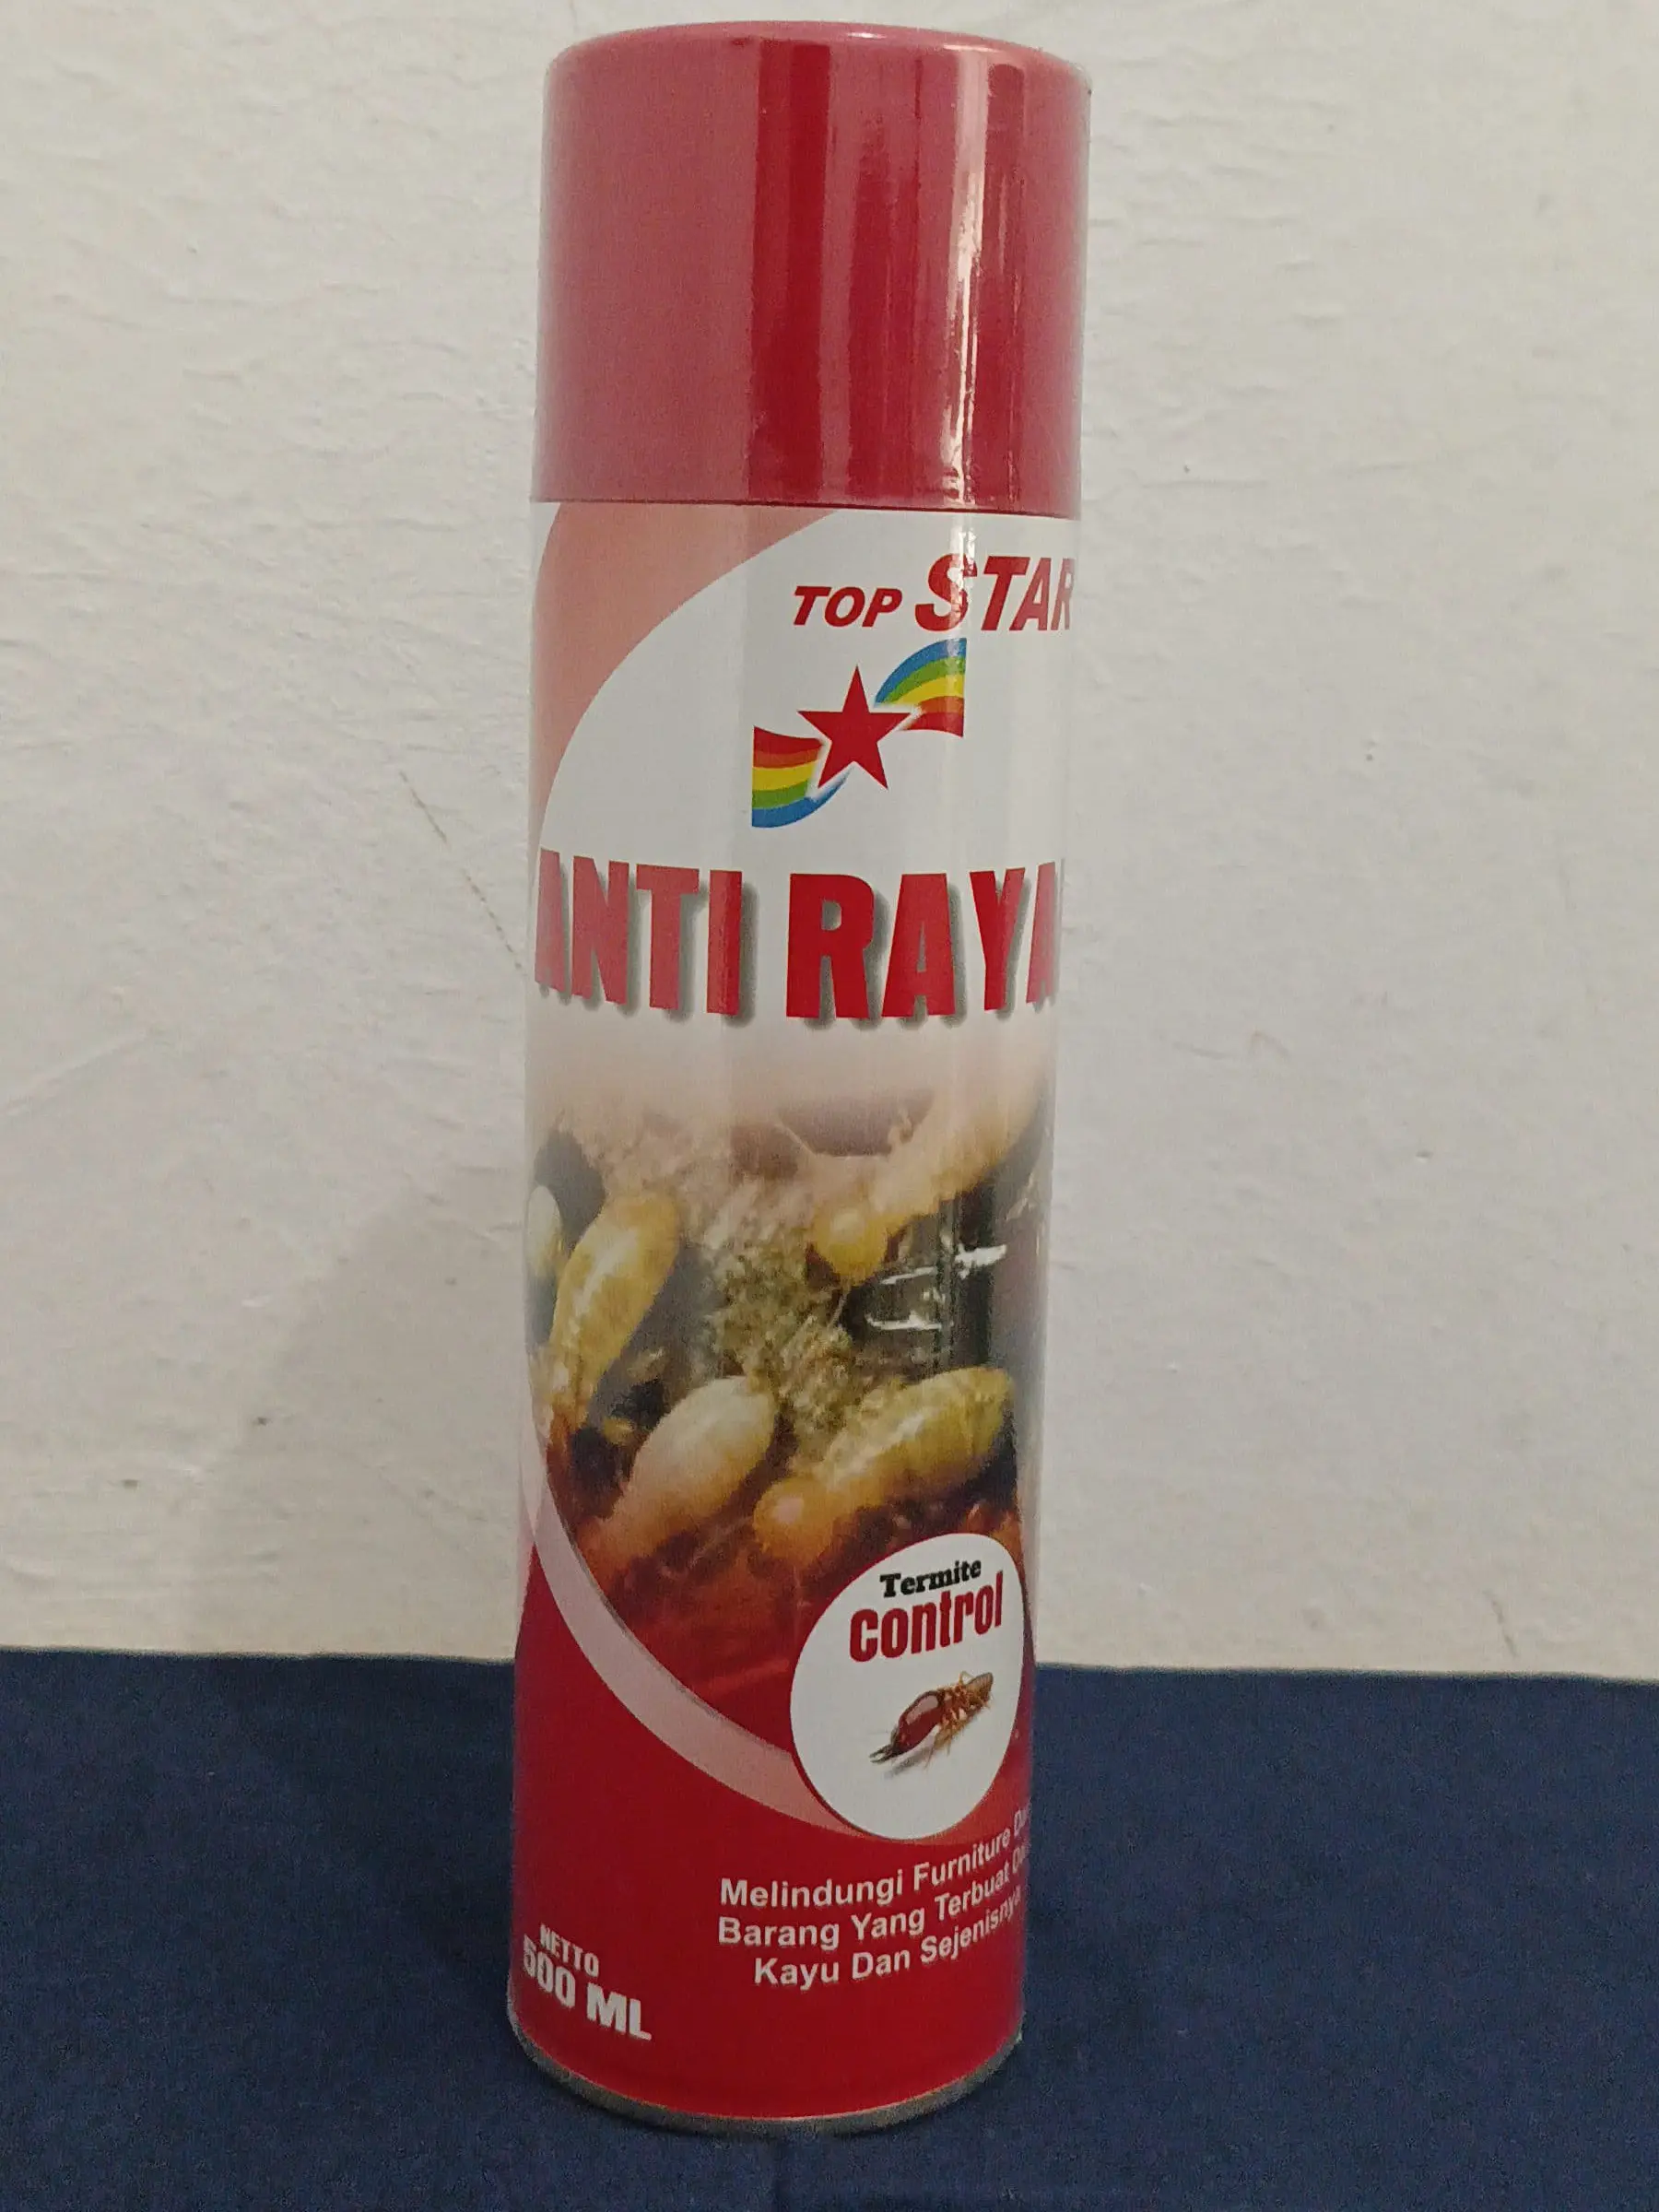 TOP STAR
ANTI RAYA
Termite
control
Melindungi Furniture
Barang Yang Terbuat
Kayu Dan Sejenisnya
NETTO
500 ML